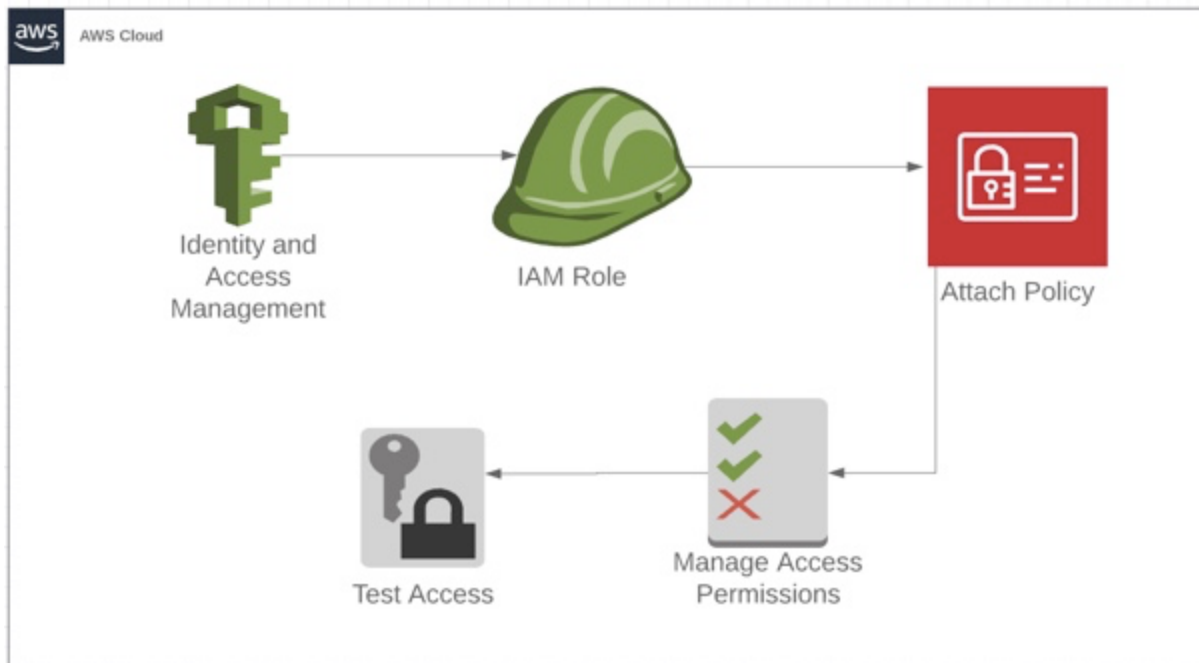 aws
AWS Cloud
Identity and
Access
Management
IAM Role
Attach Policy
Test Access
Manage Access
Permissions